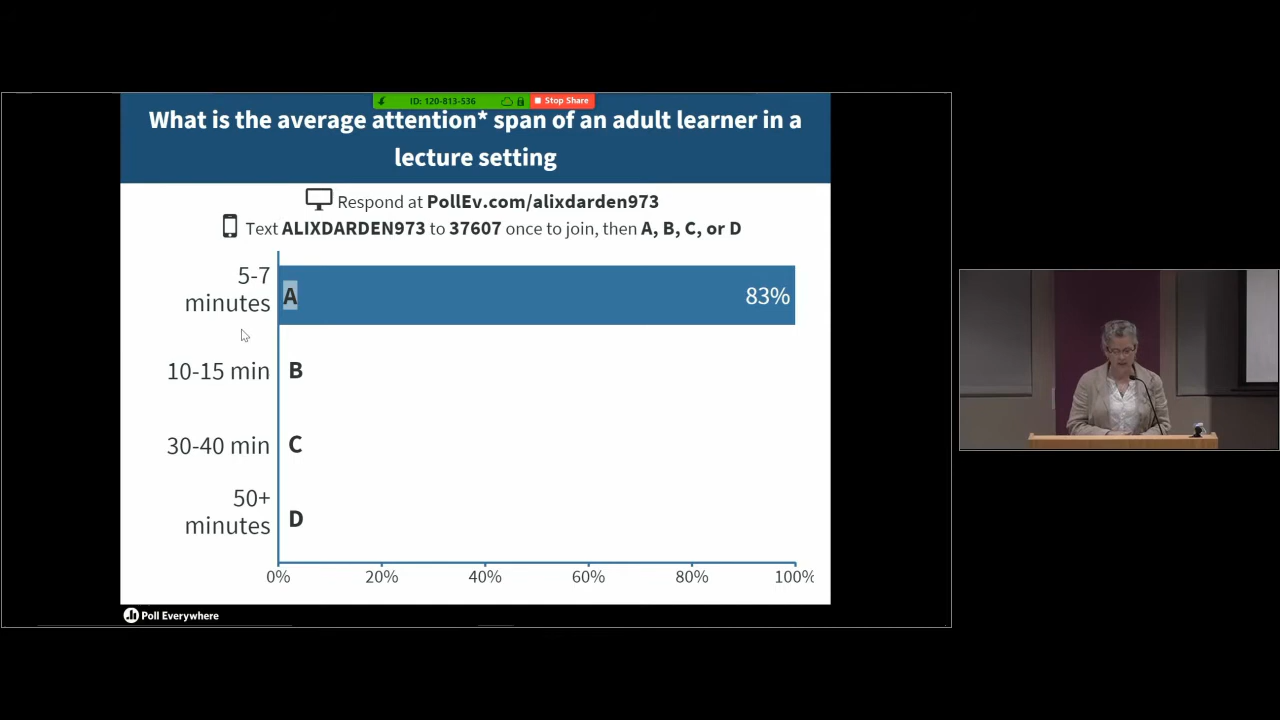 ID: 120-813-536
Stop Share
What is the average attention* span of an adult learner in a
lecture setting
Respond at PollEv.com/alixdarden973
Text ALIXDARDEN973 to 37607 once to join, then A, B, C, or D
5-7
minutes
A
83%
10-15 min
B
30-40 min
C
50+
minutes
D
0%
20%
40%
60%
80%
100%
Poll Everywhere